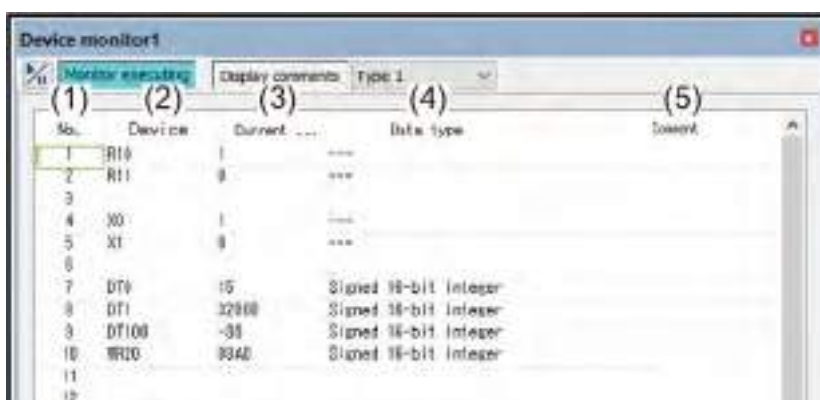 Device monitor1
Monitor executing Display comments Type 1
(1) (2) (3) (4) (5)
No. Device Current ... Data type Comment
1 R10 1 ---
2 R11 0 ---
3
4 X0 1 ---
5 X1 0 ---
6
7 DT0 15 Signed 16-bit integer
8 DT1 Signed 16-bit integer
9 DT100 Signed 16-bit integer
10 WR20 Signed 16-bit integer
11
12